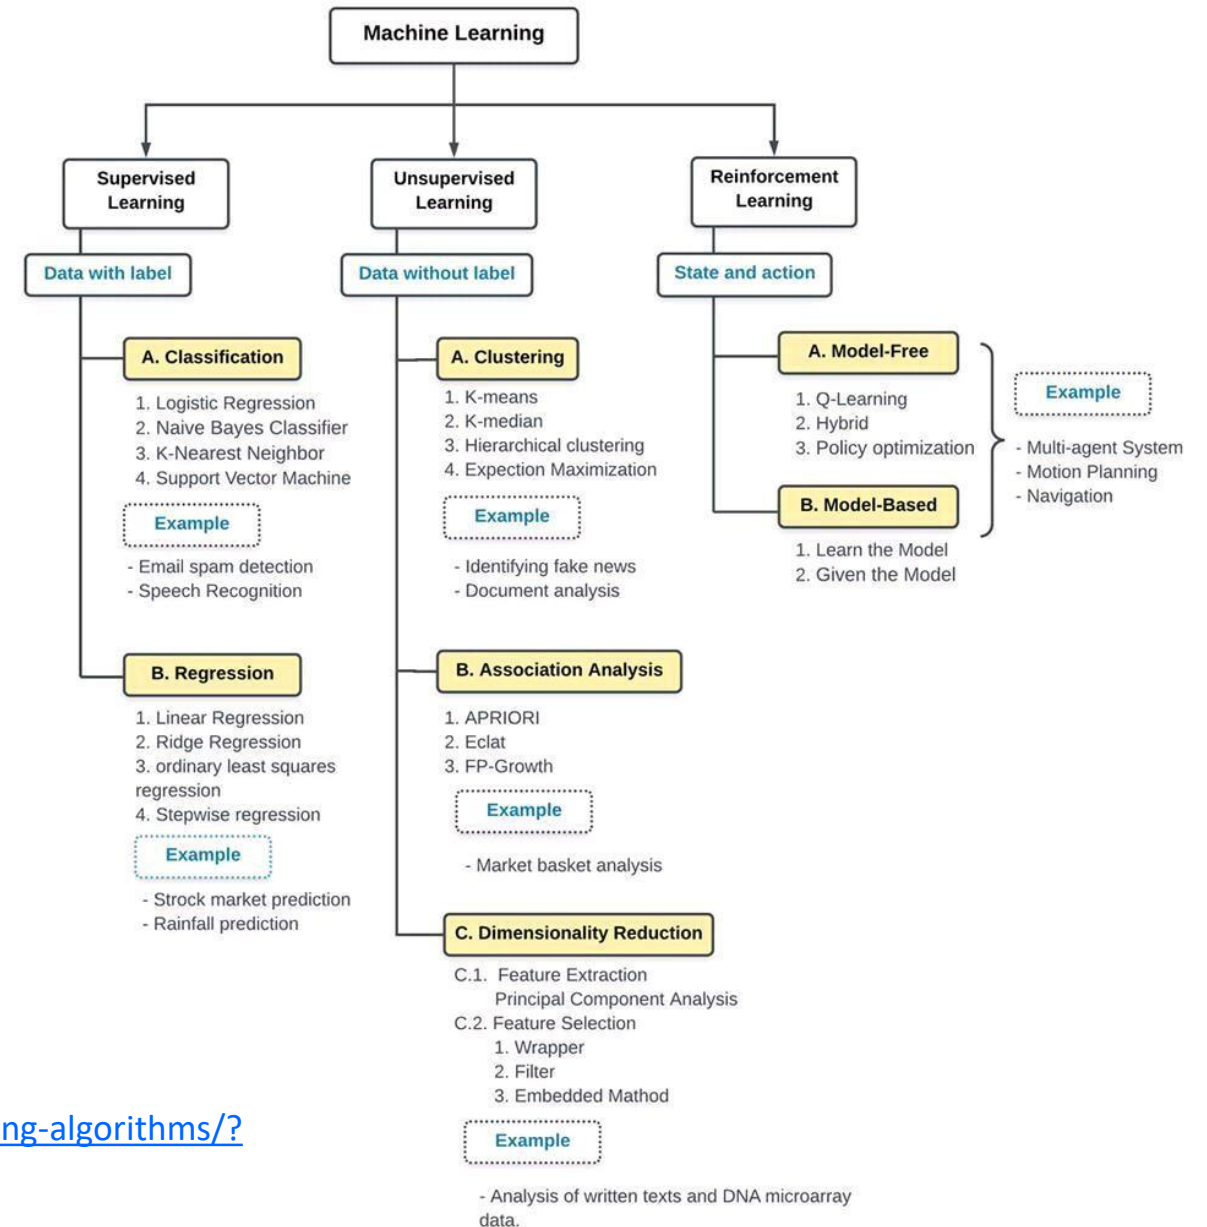 Machine Learning
Supervised
Learning
Data with label
A. Classification
1. Logistic Regression
2. Naive Bayes Classifier
3. K-Nearest Neighbor
4. Support Vector Machine
Example
- Email spam detection
- Speech Recognition
B. Regression
1. Linear Regression
2. Ridge Regression
3. ordinary least squares
regression
4. Stepwise regression
Example
- Strock market prediction
- Rainfall prediction
Unsupervised
Learning
Data without label
A. Clustering
1. K-means
2. K-median
3. Hierarchical clustering
4. Expection Maximization
Example
- Identifying fake news
- Document analysis
B. Association Analysis
1. APRIORI
2. Eclat
3. FP-Growth
Example
- Market basket analysis
C. Dimensionality Reduction
C.1. Feature Extraction
Principal Component Analysis
C.2. Feature Selection
1. Wrapper
2. Filter
3. Embedded Mathod
Example
- Analysis of written texts and DNA microarray
data.
Reinforcement
Learning
State and action
A. Model-Free
1. Q-Learning
2. Hybrid
3. Policy optimization
B. Model-Based
1. Learn the Model
2. Given the Model
Example
- Multi-agent System
- Motion Planning
- Navigation
ng-algorithms/?